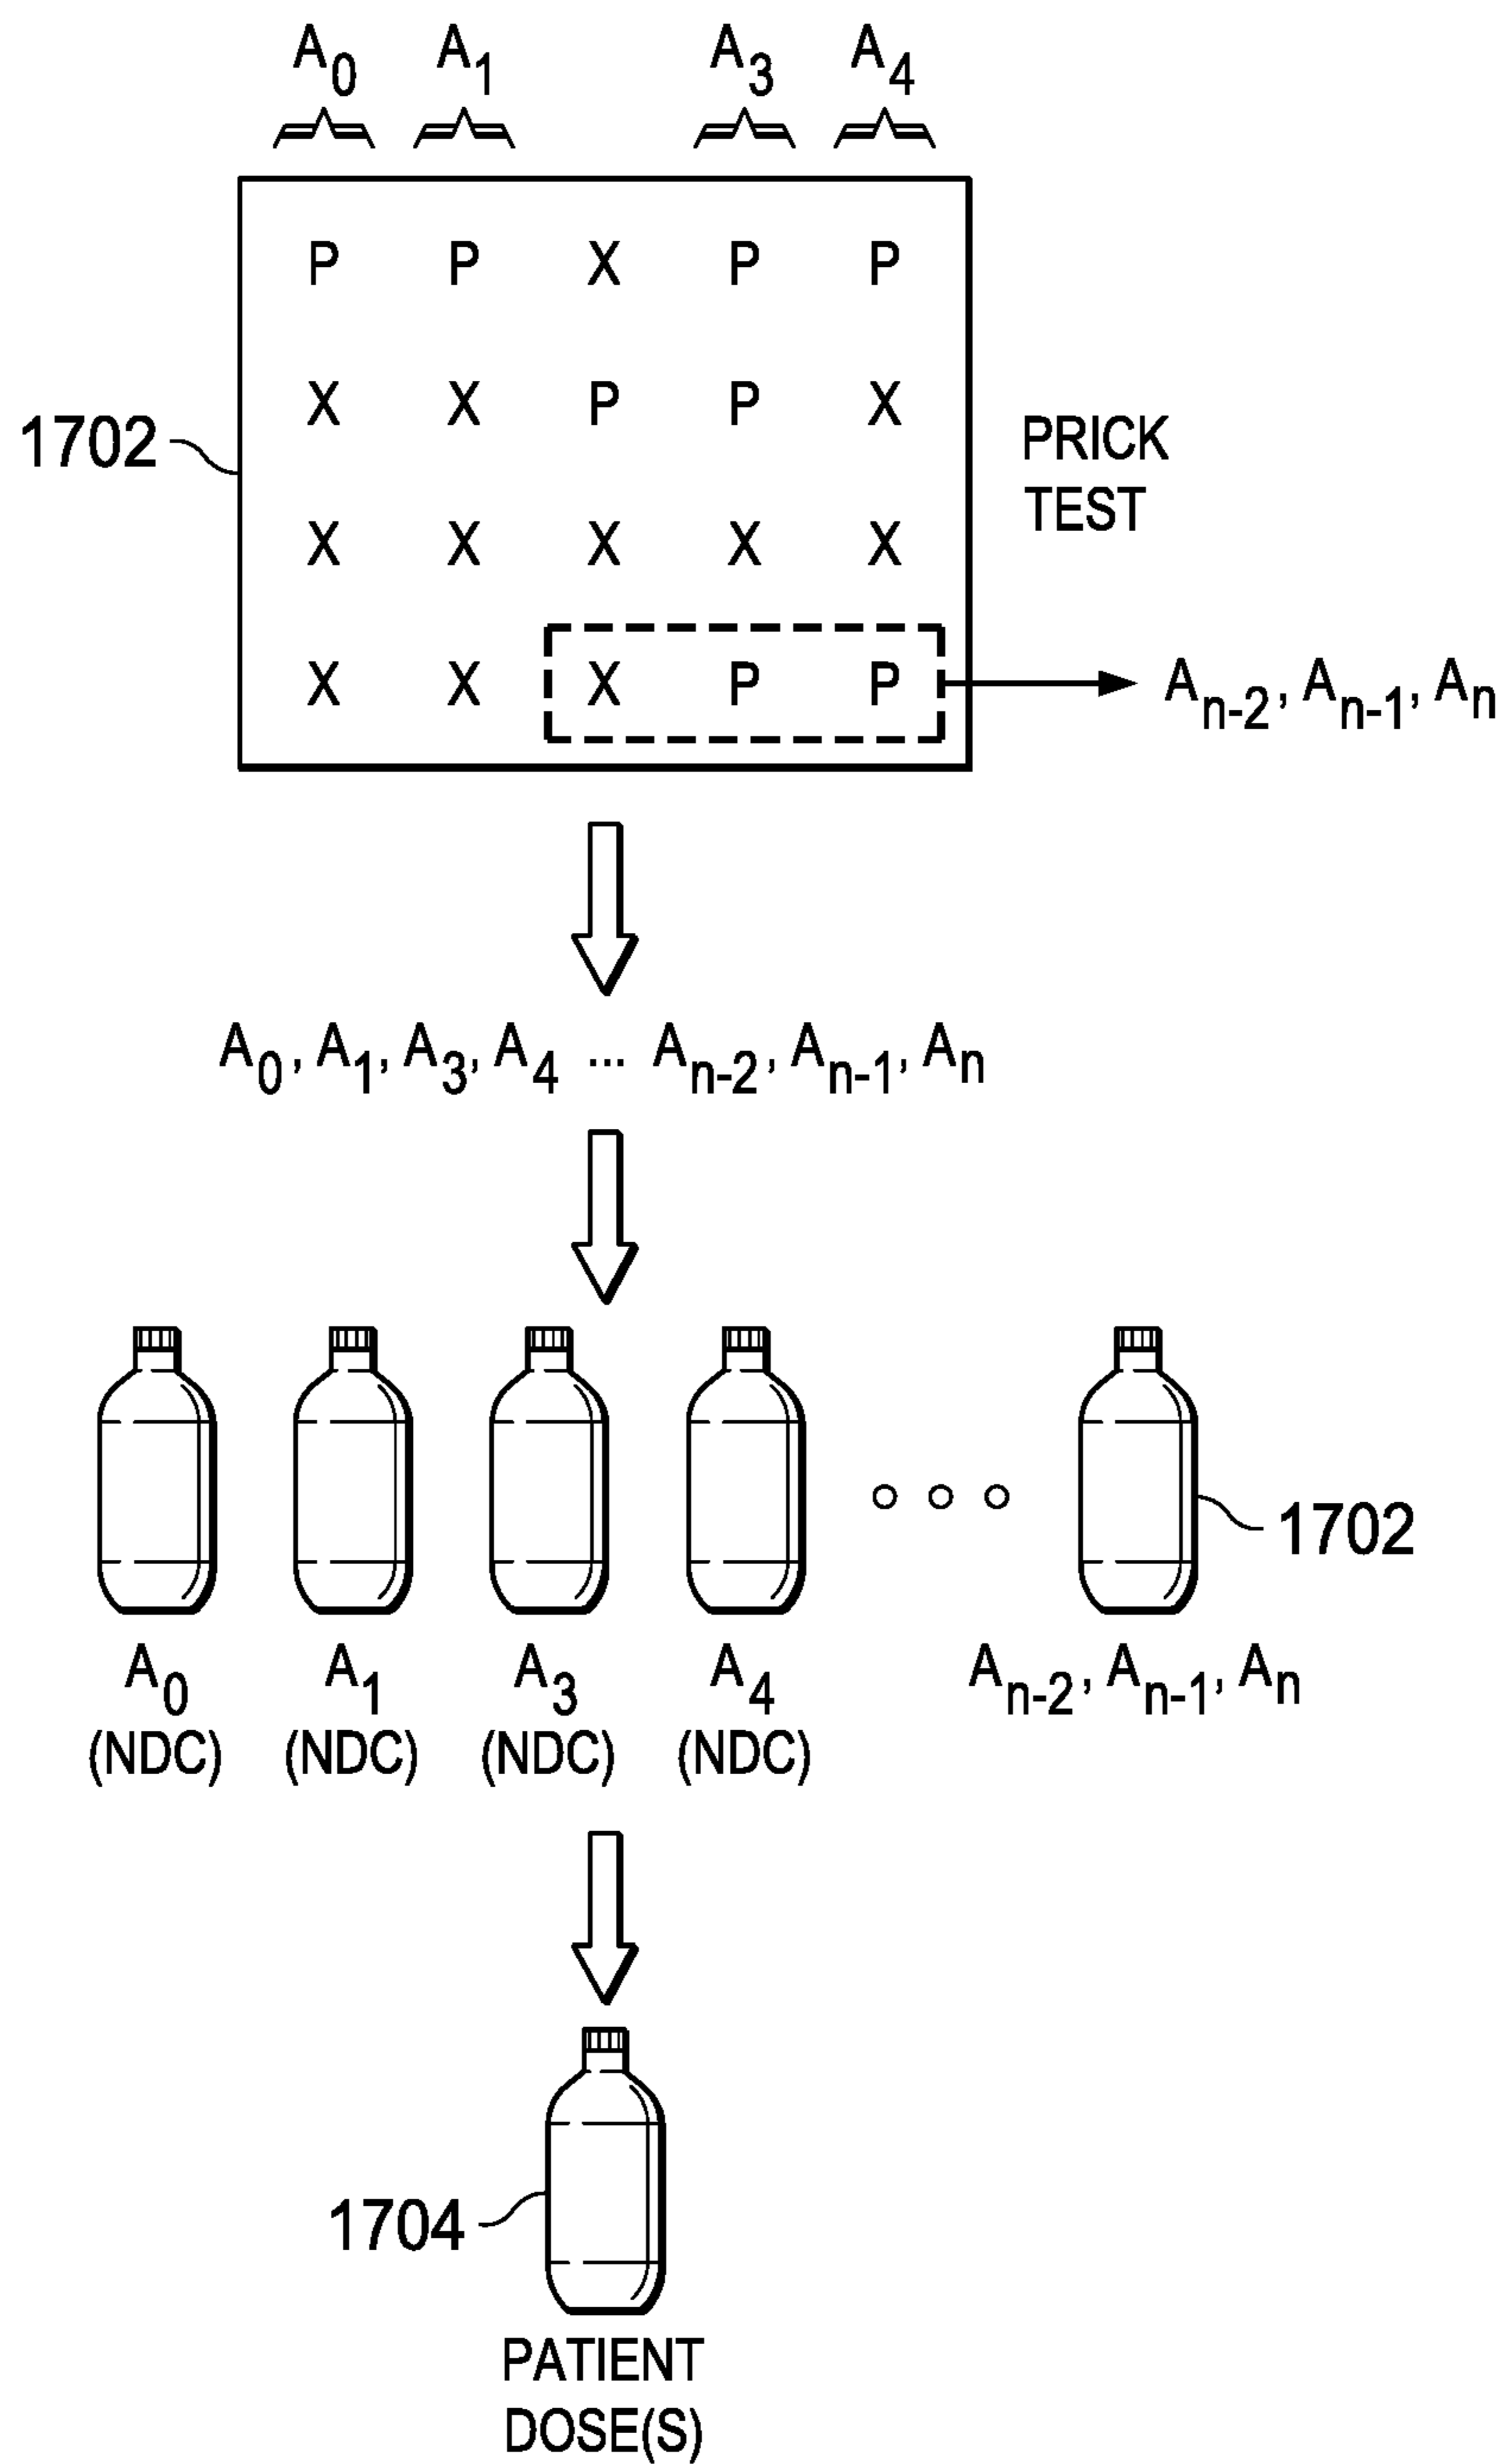 A0 A1 A3 A4
P P X P P
X X P P X
1702
PRICK
TEST
X X X X X
X X X P P
An-2, An-1, An
A0, A1, A3, A4 ... An-2, An-1, An
1702
A0 A1 A3 A4 An-2, An-1, An
(NDC) (NDC) (NDC) (NDC)
1704
PATIENT
DOSE(S)